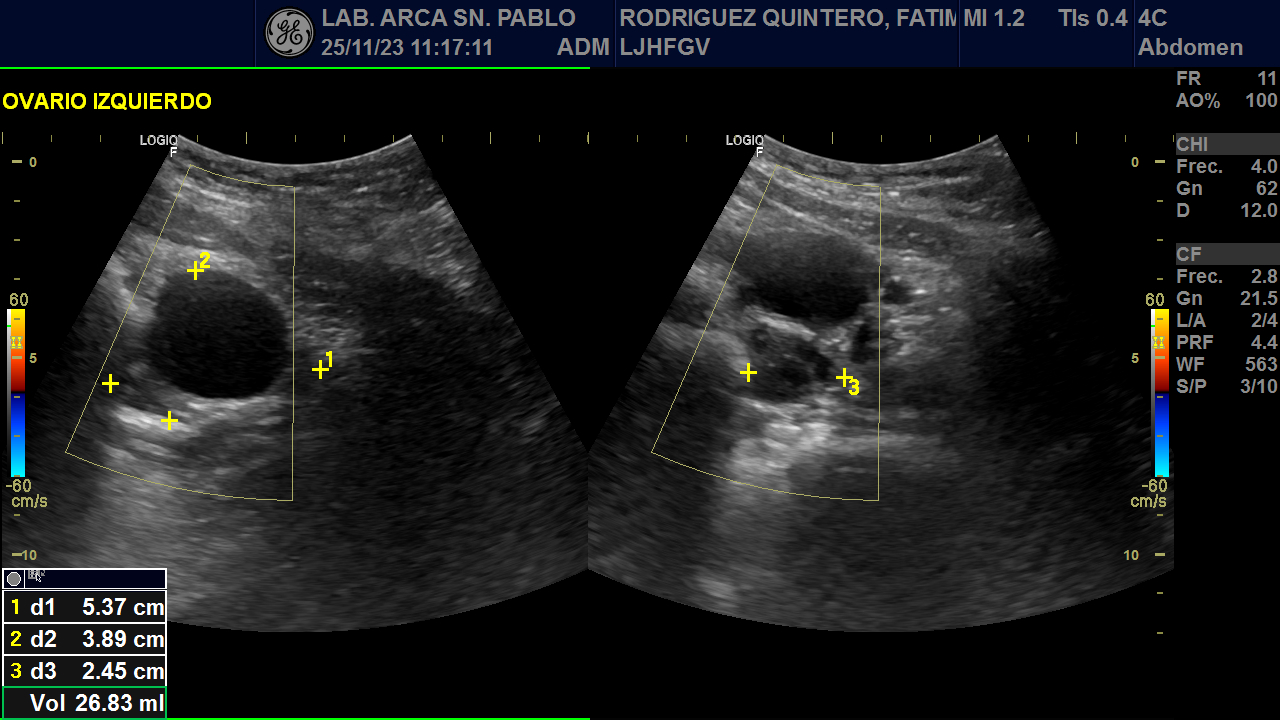 LAB. ARCA SN. PABLO
25/11/23 11:17:11 ADM
RODRIGUEZ QUINTERO, FATIM
LJHFGV
MI 1.2 TIs 0.4
4C
Abdomen
OVARIO IZQUIERDO
FR 11
AO% 100
CHI
Frec. 4.0
Gn 62
D 12.0
CF
Frec. 2.8
Gn 21.5
L/A 2/4
PRF 4.4
WF 563
S/P 3/10
LOGIQ
F
0
5
10
60
-60
cm/s
2
1
LOGIQ
F
0
5
10
60
-60
cm/s
3
1 d1 5.37 cm
2 d2 3.89 cm
3 d3 2.45 cm
Vol 26.83 ml